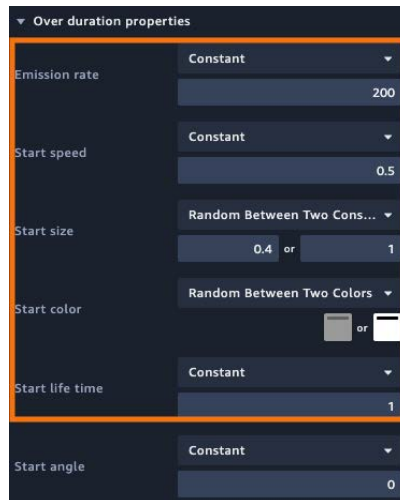 Over duration properties
Constant
Emission rate
200
Constant
Start speed
0.5
Random Between Two Cons...
Start size
0.4 or 1
Random Between Two Colors
Start color
or
Constant
Start life time
1
Constant
Start angle
0